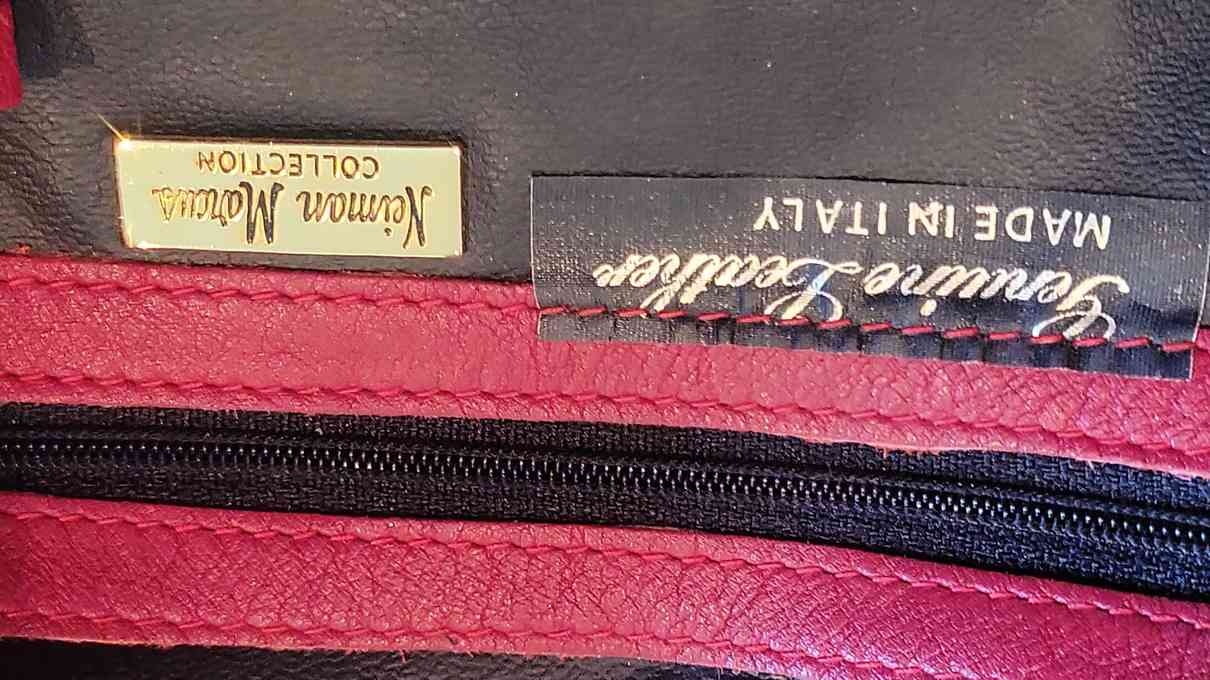 Neiman Marcus
COLLECTION
Genuine Leather
MADE IN ITALY